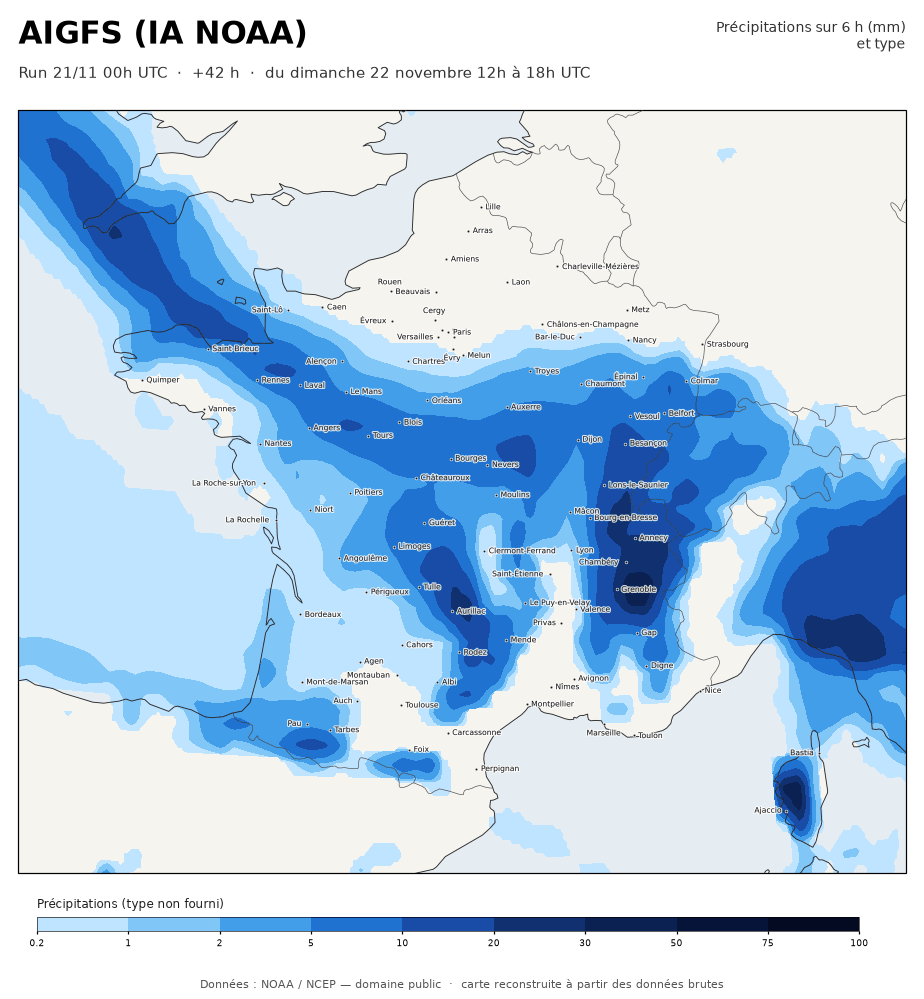 AIGFS (IA NOAA)
Précipitations sur 6 h (mm)
et type
Run 21/11 00h UTC · +42 h · du dimanche 22 novembre 12h à 18h UTC
Lille
Arras
Amiens
Charleville-Mézières
Rouen
Beauvais
Laon
Saint-Lô
Caen
Cergy
Metz
Évreux
Châlons-en-Champagne
Versailles
Paris
Bar-le-Duc
Nancy
Strasbourg
Saint-Brieuc
Alençon
Chartres
Évry
Melun
Quimper
Rennes
Laval
Troyes
Épinal
Colmar
Chaumont
Le Mans
Orléans
Vannes
Auxerre
Vesoul
Belfort
Angers
Blois
Tours
Nantes
Dijon
Besançon
Bourges
Nevers
La Roche-sur-Yon
Châteauroux
Lons-le-Saunier
Poitiers
Moulins
Niort
Mâcon
La Rochelle
Guéret
Bourg-en-Bresse
Annecy
Limoges
Clermont-Ferrand
Lyon
Angoulême
Chambéry
Saint-Étienne
Périgueux
Tulle
Grenoble
Bordeaux
Aurillac
Le Puy-en-Velay
Valence
Privas
Cahors
Mende
Gap
Rodez
Agen
Montauban
Digne
Mont-de-Marsan
Albi
Avignon
Nîmes
Nice
Auch
Toulouse
Montpellier
Pau
Tarbes
Carcassonne
Marseille
Toulon
Foix
Bastia
Perpignan
Ajaccio
Précipitations (type non fourni)
0.2 1 2 5 10 20 30 50 75 100
Données : NOAA / NCEP — domaine public · carte reconstruite à partir des données brutes